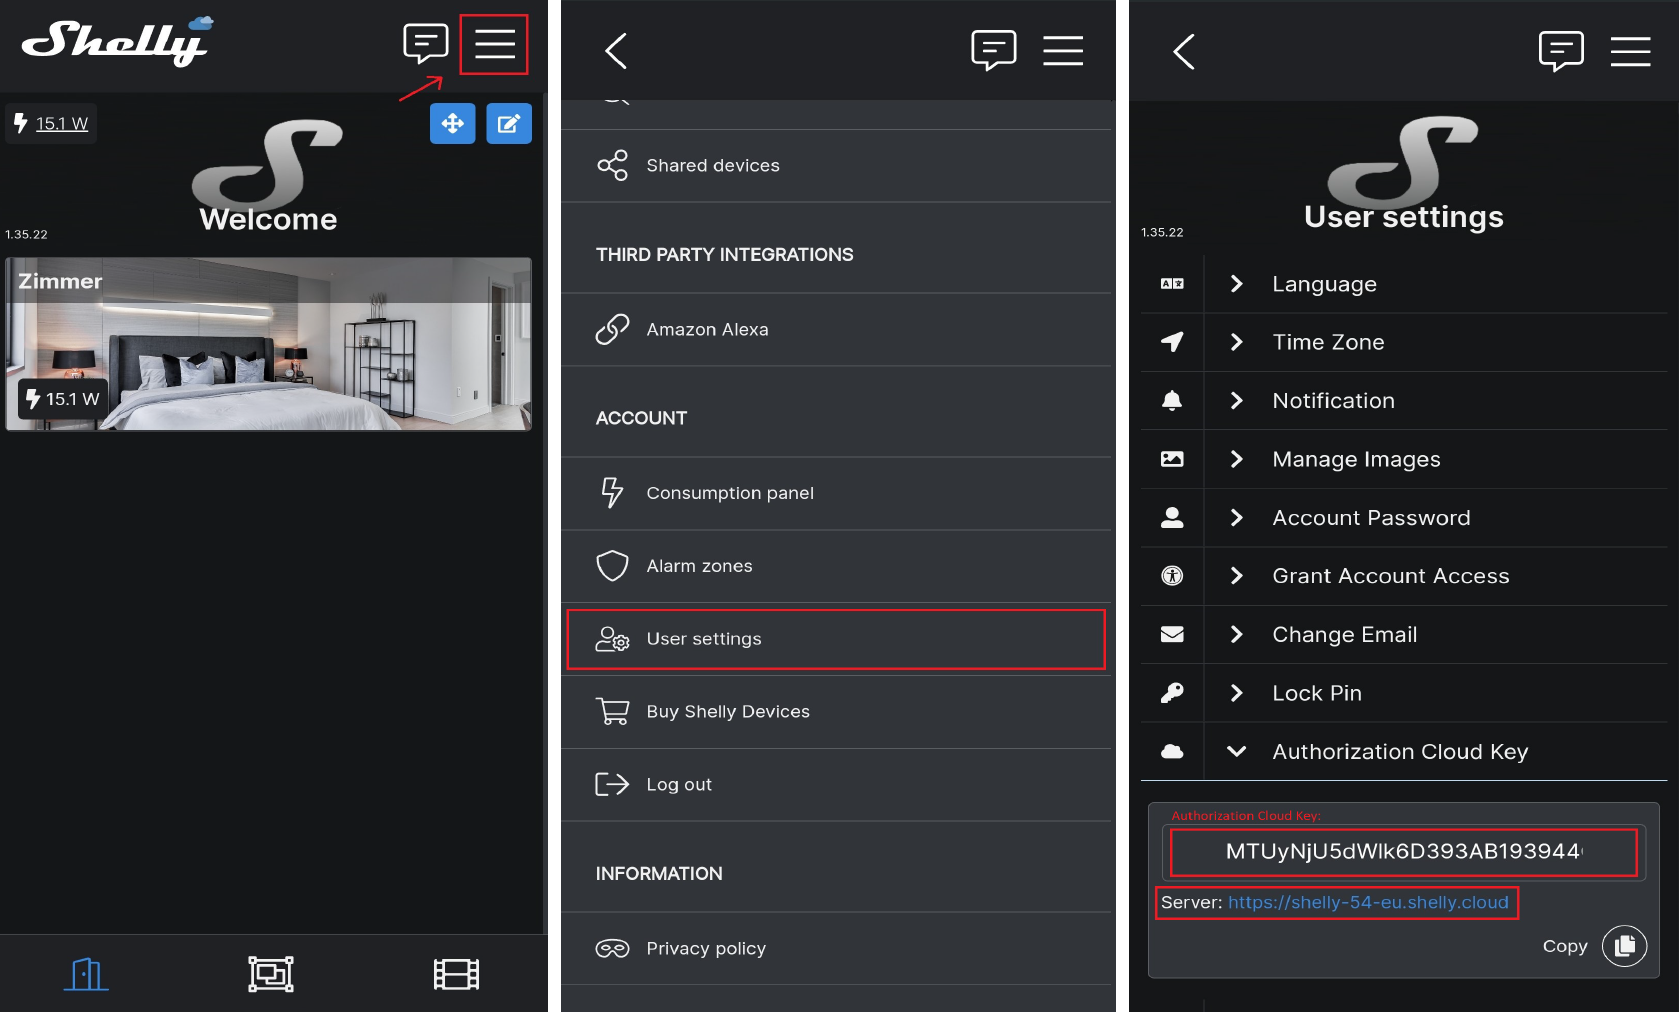 Shelly
15.1 W
Welcome
1.35.22
Zimmer
15.1 W
Shared devices
THIRD PARTY INTEGRATIONS
Amazon Alexa
ACCOUNT
Consumption panel
Alarm zones
User settings
Buy Shelly Devices
Log out
INFORMATION
Privacy policy
User settings
1.35.22
Language
Time Zone
Notification
Manage Images
Account Password
Grant Account Access
Change Email
Lock Pin
Authorization Cloud Key
Authorization Cloud Key:
MTUyNjU5dWlk6D393AB193944
Server: https://shelly-54-eu.shelly.cloud
Copy